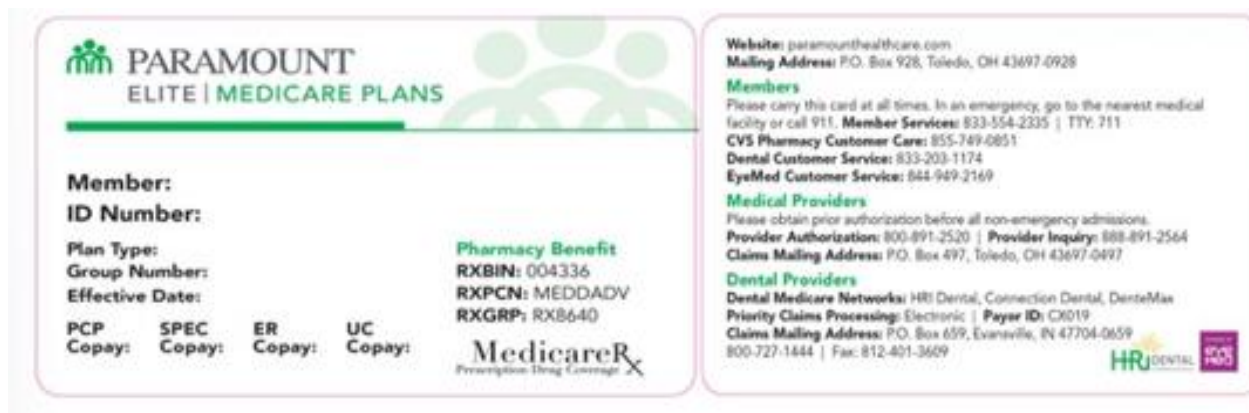 PARAMOUNT
ELITE | MEDICARE PLANS
Member:
ID Number:
Plan Type:
Group Number:
Effective Date:
PCP Copay:
SPEC Copay:
ER Copay:
UC Copay:
Pharmacy Benefit
RXBIN: 004336
RXPCN: MEDDADV
RXGRP: RX8640
MedicareRx
Prescription Drug Coverage
Website: paramounthealthcare.com
Mailing Address: P.O. Box 928, Toledo, OH 43697-0928
Members
Please carry this card at all times. In an emergency, go to the nearest medical
facility or call 911. Member Services: 833-554-2335 | TTY: 711
CVS Pharmacy Customer Care: 855-749-0851
Dental Customer Service: 833-203-1174
EyeMed Customer Service: 844-949-2169
Medical Providers
Please obtain prior authorization before all non-emergency admissions.
Provider Authorization: 800-891-2520 | Provider Inquiry: 888-891-2564
Claims Mailing Address: P.O. Box 497, Toledo, OH 43697-0497
Dental Providers
Dental Medicare Networks: HRI Dental, Connection Dental, DenteMax
Priority Claims Processing: Electronic | Payor ID: CX019
Claims Mailing Address: P.O. Box 659, Evansville, IN 47704-0659
800-727-1444 | Fax: 812-401-3609
HRI DENTAL